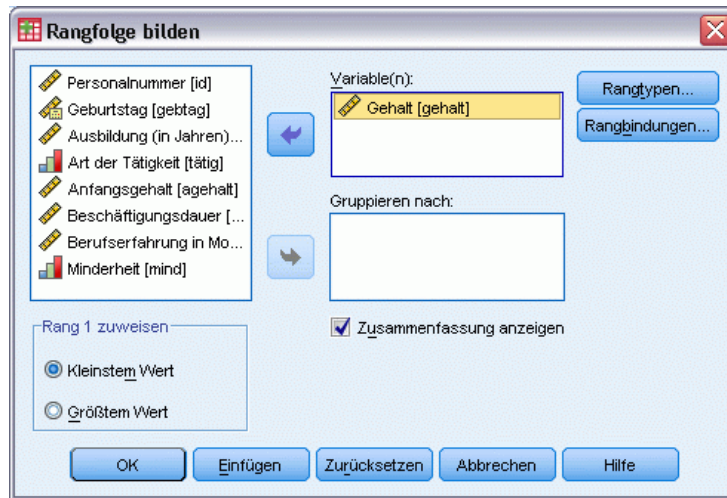 Rangfolge bilden
Personalnummer [id]
Geburtstag [gebtag]
Ausbildung (in Jahren)...
Art der Tätigkeit [tätig]
Anfangsgehalt [agehalt]
Beschäftigungsdauer [...
Berufserfahrung in Mo...
Minderheit [mind]
Variable(n):
Gehalt [gehalt]
Rangtypen...
Rangbindungen...
Gruppieren nach:
Rang 1 zuweisen
Kleinstem Wert
Größtem Wert
Zusammenfassung anzeigen
OK
Einfügen
Zurücksetzen
Abbrechen
Hilfe